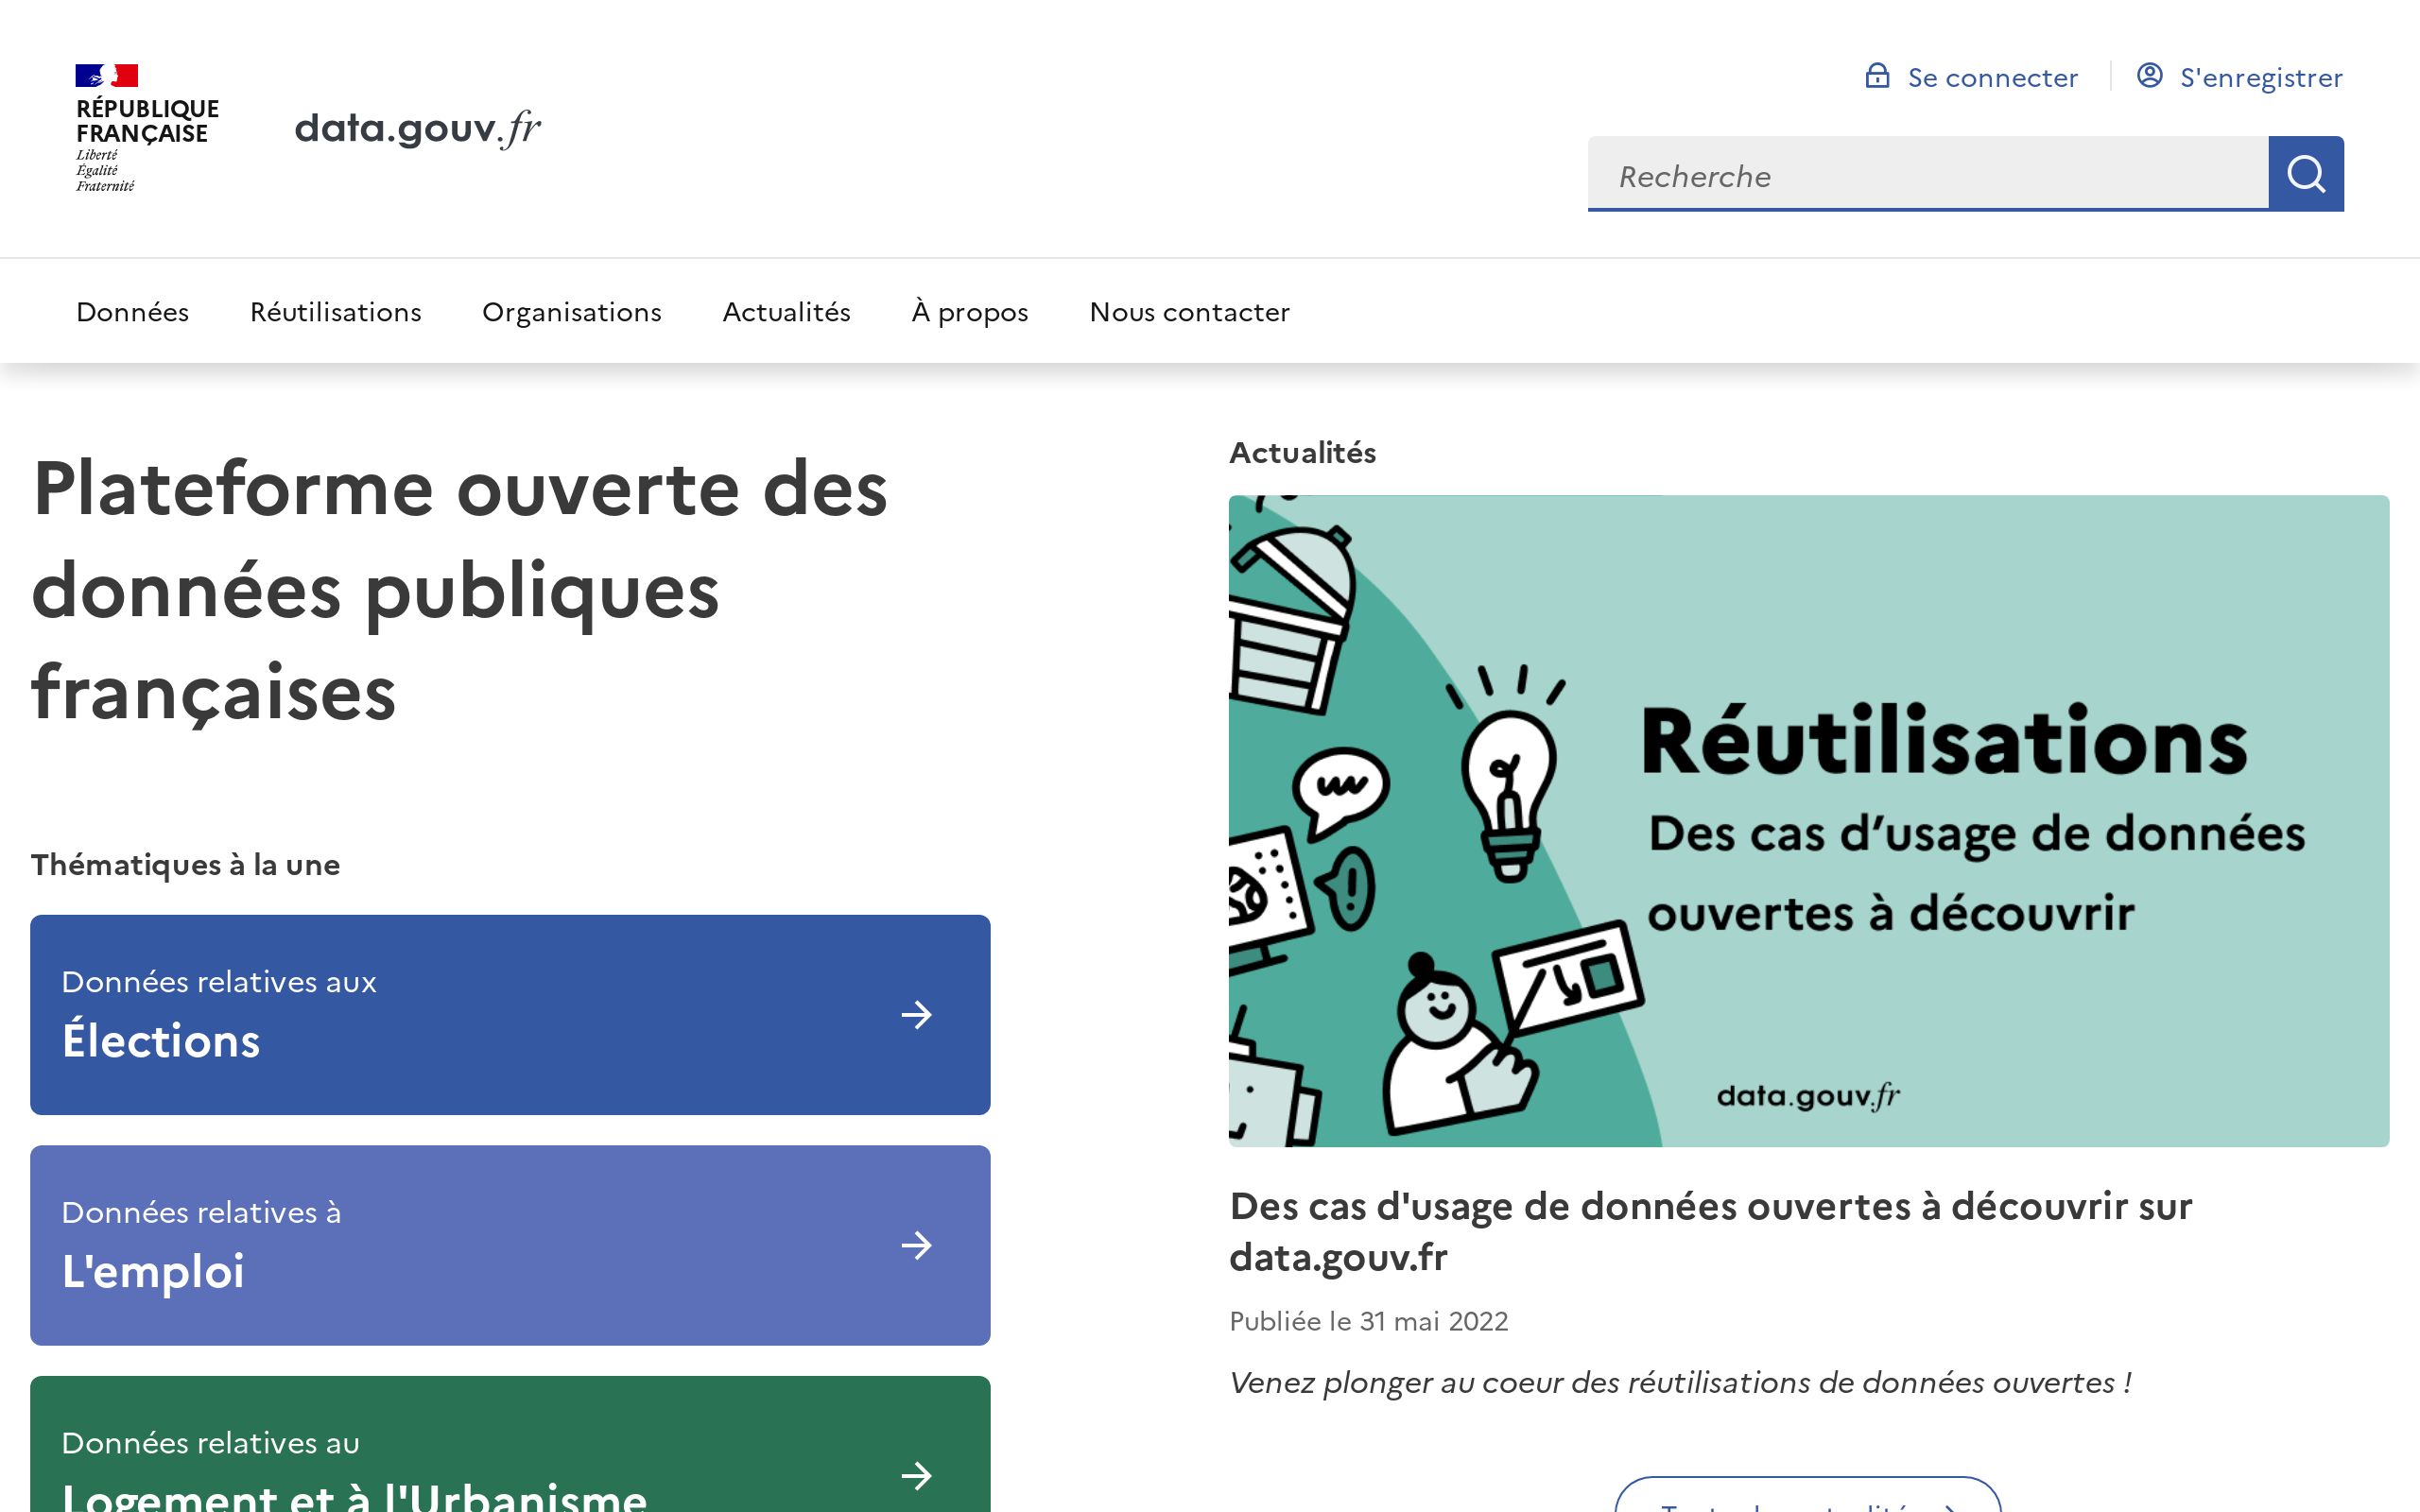 RÉPUBLIQUE
FRANÇAISE
Liberté
Égalité
Fraternité
data.gouv.fr
Se connecter
S'enregistrer
Recherche
Données
Réutilisations
Organisations
Actualités
À propos
Nous contacter
Plateforme ouverte des
données publiques
françaises
Thématiques à la une
Données relatives aux
Élections
Données relatives à
L'emploi
Données relatives au
Logement et à l'Urbanisme
Actualités
Réutilisations
Des cas d’usage de données
ouvertes à découvrir
data.gouv.fr
Des cas d'usage de données ouvertes à découvrir sur
data.gouv.fr
Publiée le 31 mai 2022
Venez plonger au coeur des réutilisations de données ouvertes !